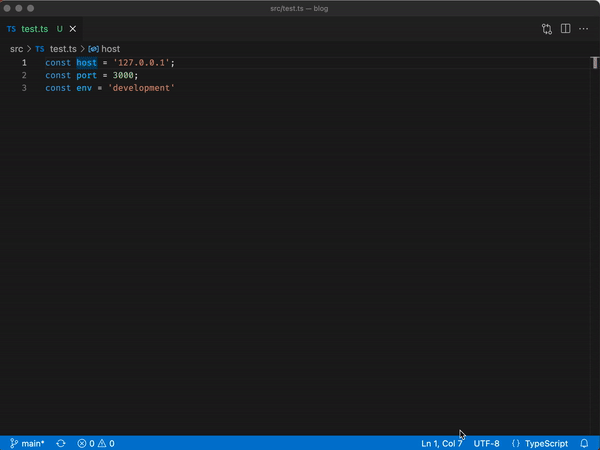 src/test.ts — blog
TS test.ts U
src > TS test.ts > host
1 const host = '127.0.0.1';
2 const port = 3000;
3 const env = 'development'
main* 0 0 Ln 1, Col 7 UTF-8 {} TypeScript